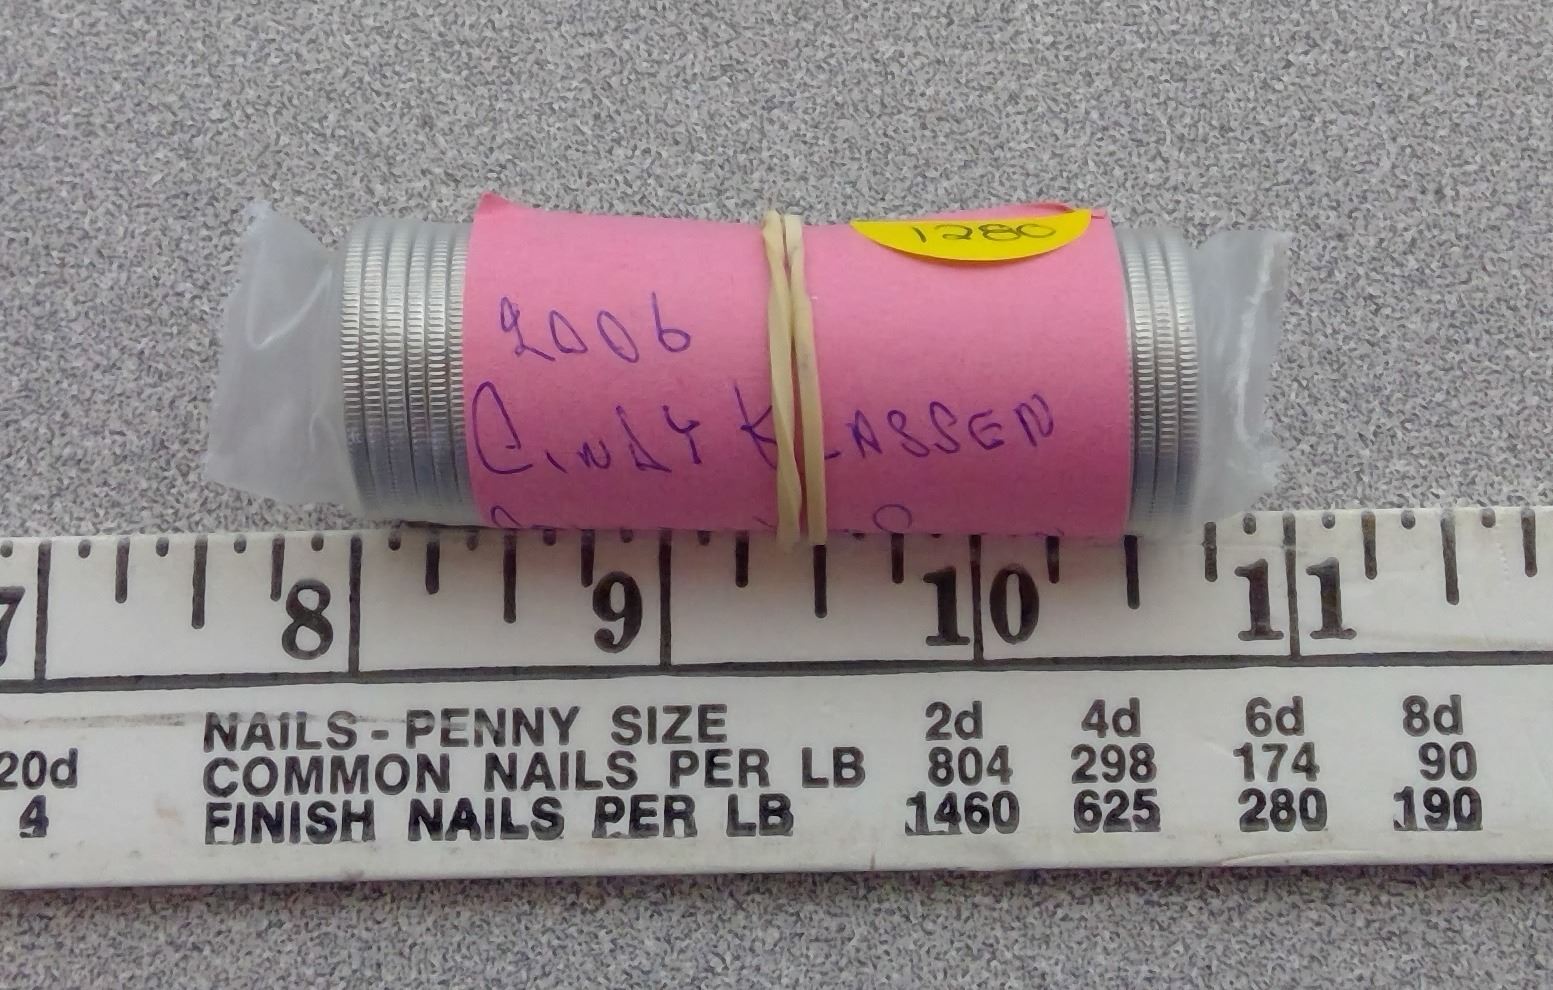 1280
2006
CINDY KLASSEN
7 8 9 10 11
NAILS - PENNY SIZE 2d 4d 6d 8d
20d COMMON NAILS PER LB 804 298 174 90
4 FINISH NAILS PER LB 1460 625 280 190